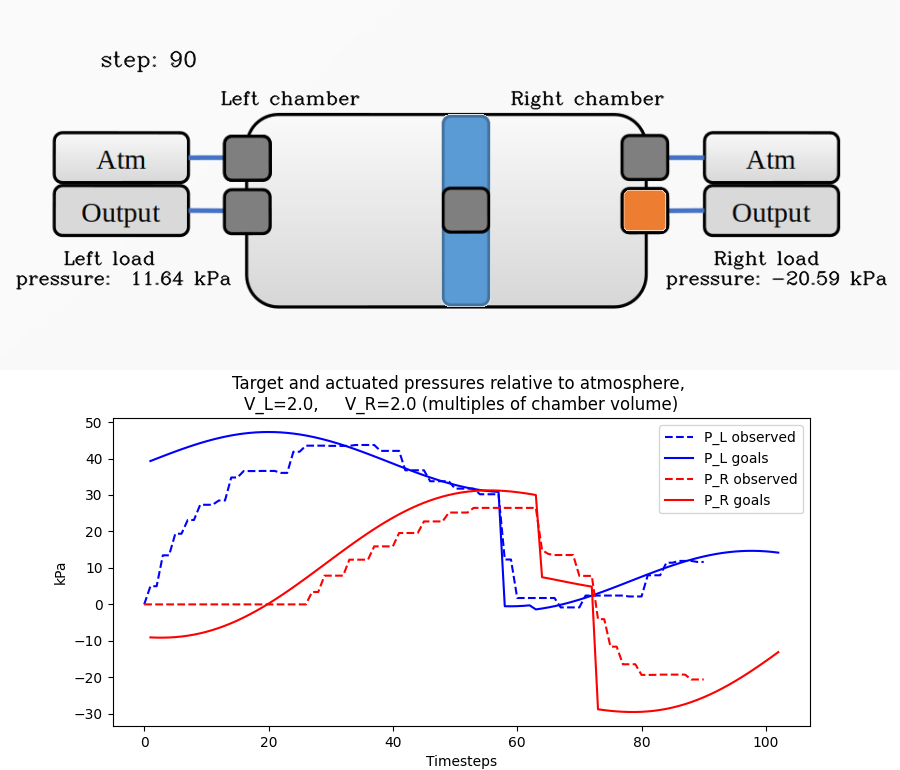 step: 90
Left chamber
Right chamber
Atm
Output
Left load
pressure:  11.64 kPa
Atm
Output
Right load
pressure: −20.59 kPa
Target and actuated pressures relative to atmosphere,
V_L=2.0,     V_R=2.0 (multiples of chamber volume)
50
40
30
20
10
0
−10
−20
−30
kPa
P_L observed
P_L goals
P_R observed
P_R goals
0
20
40
60
80
100
Timesteps